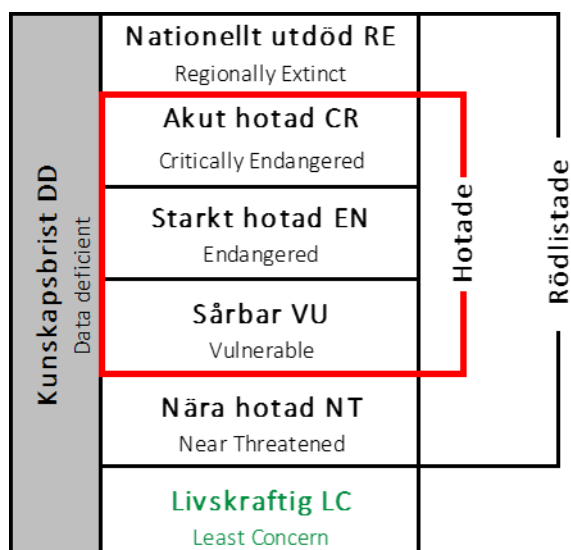 Nationellt utdöd RE
Regionally Extinct
Akut hotad CR
Critically Endangered
Starkt hotad EN
Endangered
Sårbar VU
Vulnerable
Nära hotad NT
Near Threatened
Livskraftig LC
Least Concern
Kunskapsbrist DD
Data deficient
Hotade
Rödlistade